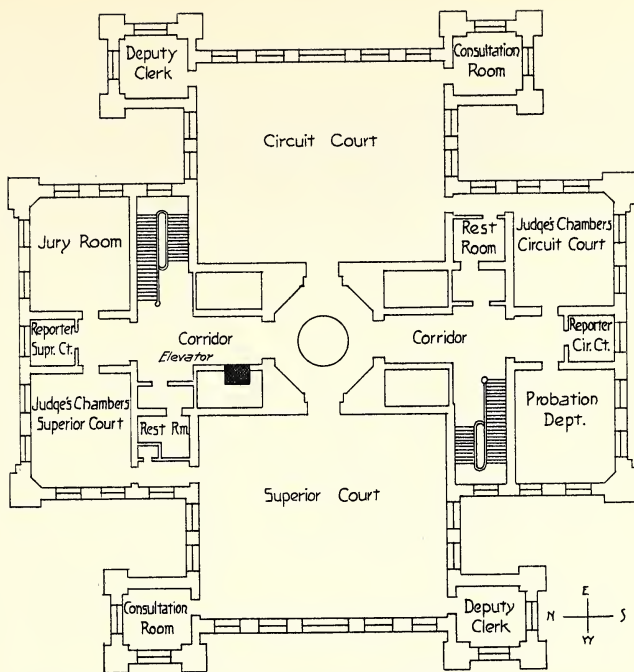 Deputy
Clerk
Consultation
Room
Circuit Court
Jury Room
Rest
Room
Judge's Chambers
Circuit Court
Reporter
Supr. Ct.
Corridor
Elevator
Corridor
Reporter
Cir. Ct.
Judge's Chambers
Superior Court
Rest Rm.
Probation
Dept.
Superior Court
Consultation
Room
Deputy
Clerk
E
N S
W